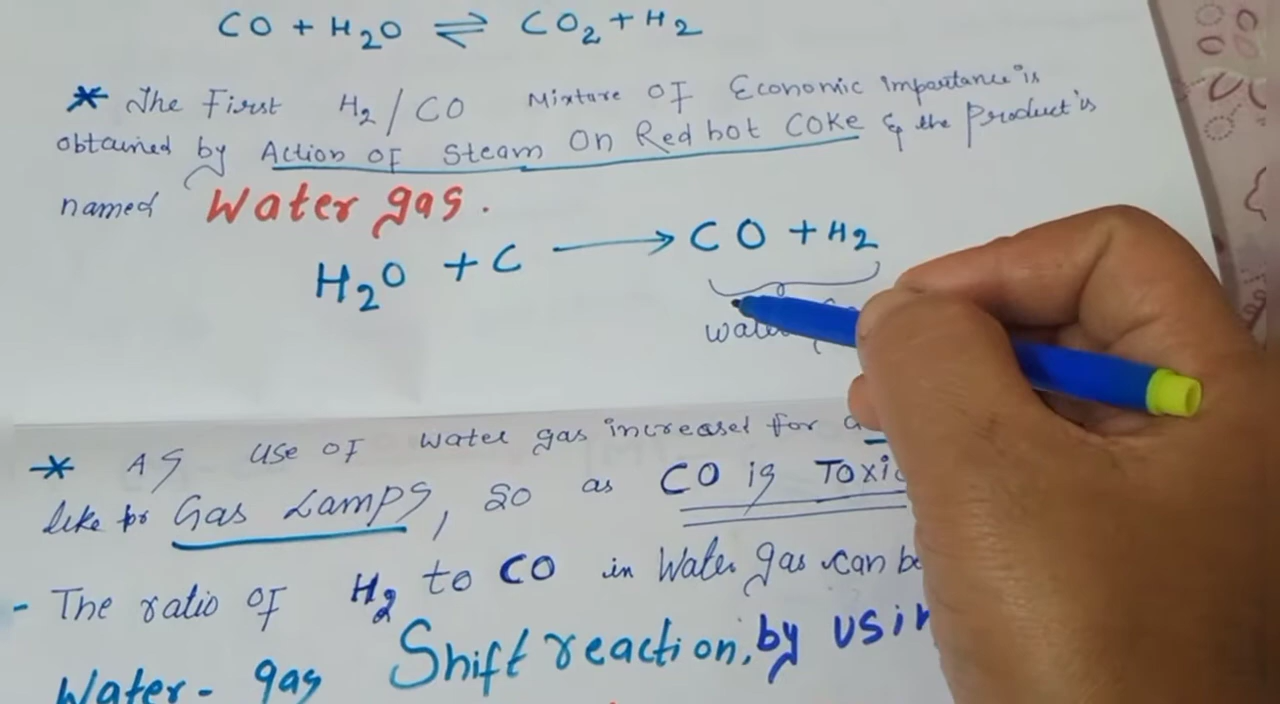 CO + H₂O ⇌ CO₂ + H₂
* The First H₂/CO Mixture OF Economic importance is
obtained by Action OF Steam On Red hot COKE & the Product is
named Water gas.
H₂O + C ⟶ CO + H₂
* AS USE OF water gas increased for
like for Gas Lamps, so as CO is Toxic
- The ratio OF H₂ to CO in Water gas can be
Water-gas Shift reaction, by